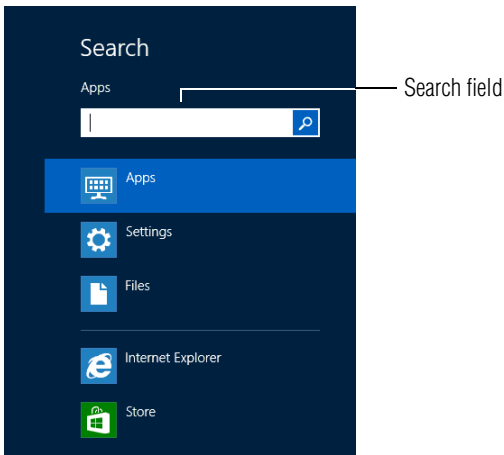 Search
Apps
Search field
Apps
Settings
Files
Internet Explorer
Store